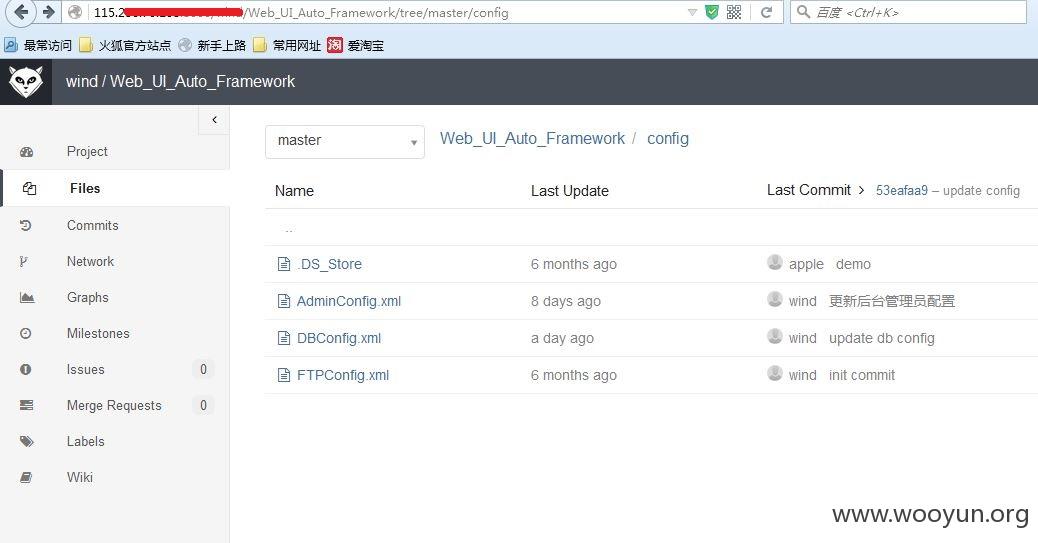 /Web_UI_Auto_Framework/tree/master/config
百度 <Ctrl+K>
最常访问 火狐官方站点 新手上路 常用网址 淘 爱淘宝
wind / Web_UI_Auto_Framework
Project
Files
Commits
Network
Graphs
Milestones
Issues 0
Merge Requests 0
Labels
Wiki
master Web_UI_Auto_Framework / config
Name Last Update Last Commit > 53eafaa9 – update config
..
.DS_Store 6 months ago apple demo
AdminConfig.xml 8 days ago wind 更新后台管理员配置
DBConfig.xml a day ago wind update db config
FTPConfig.xml 6 months ago wind init commit
www.wooyun.org